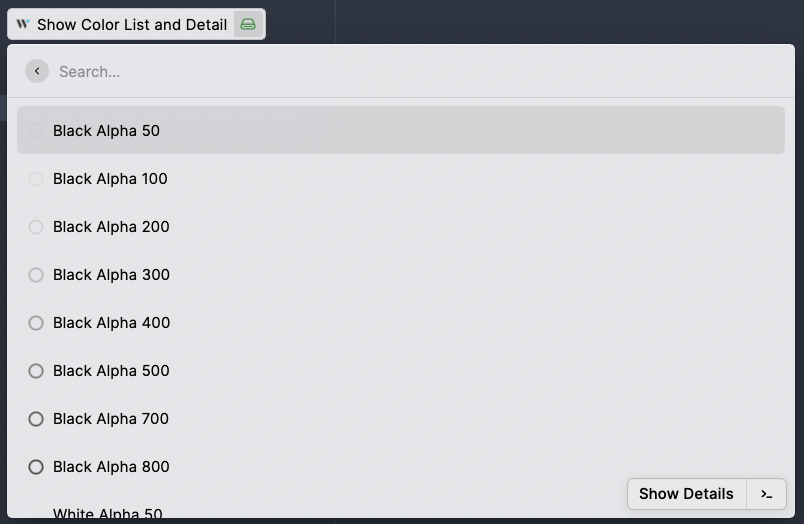 Show Color List and Detail
Search...
Black Alpha 50
Black Alpha 100
Black Alpha 200
Black Alpha 300
Black Alpha 400
Black Alpha 500
Black Alpha 700
Black Alpha 800
White Alpha 50
Show Details